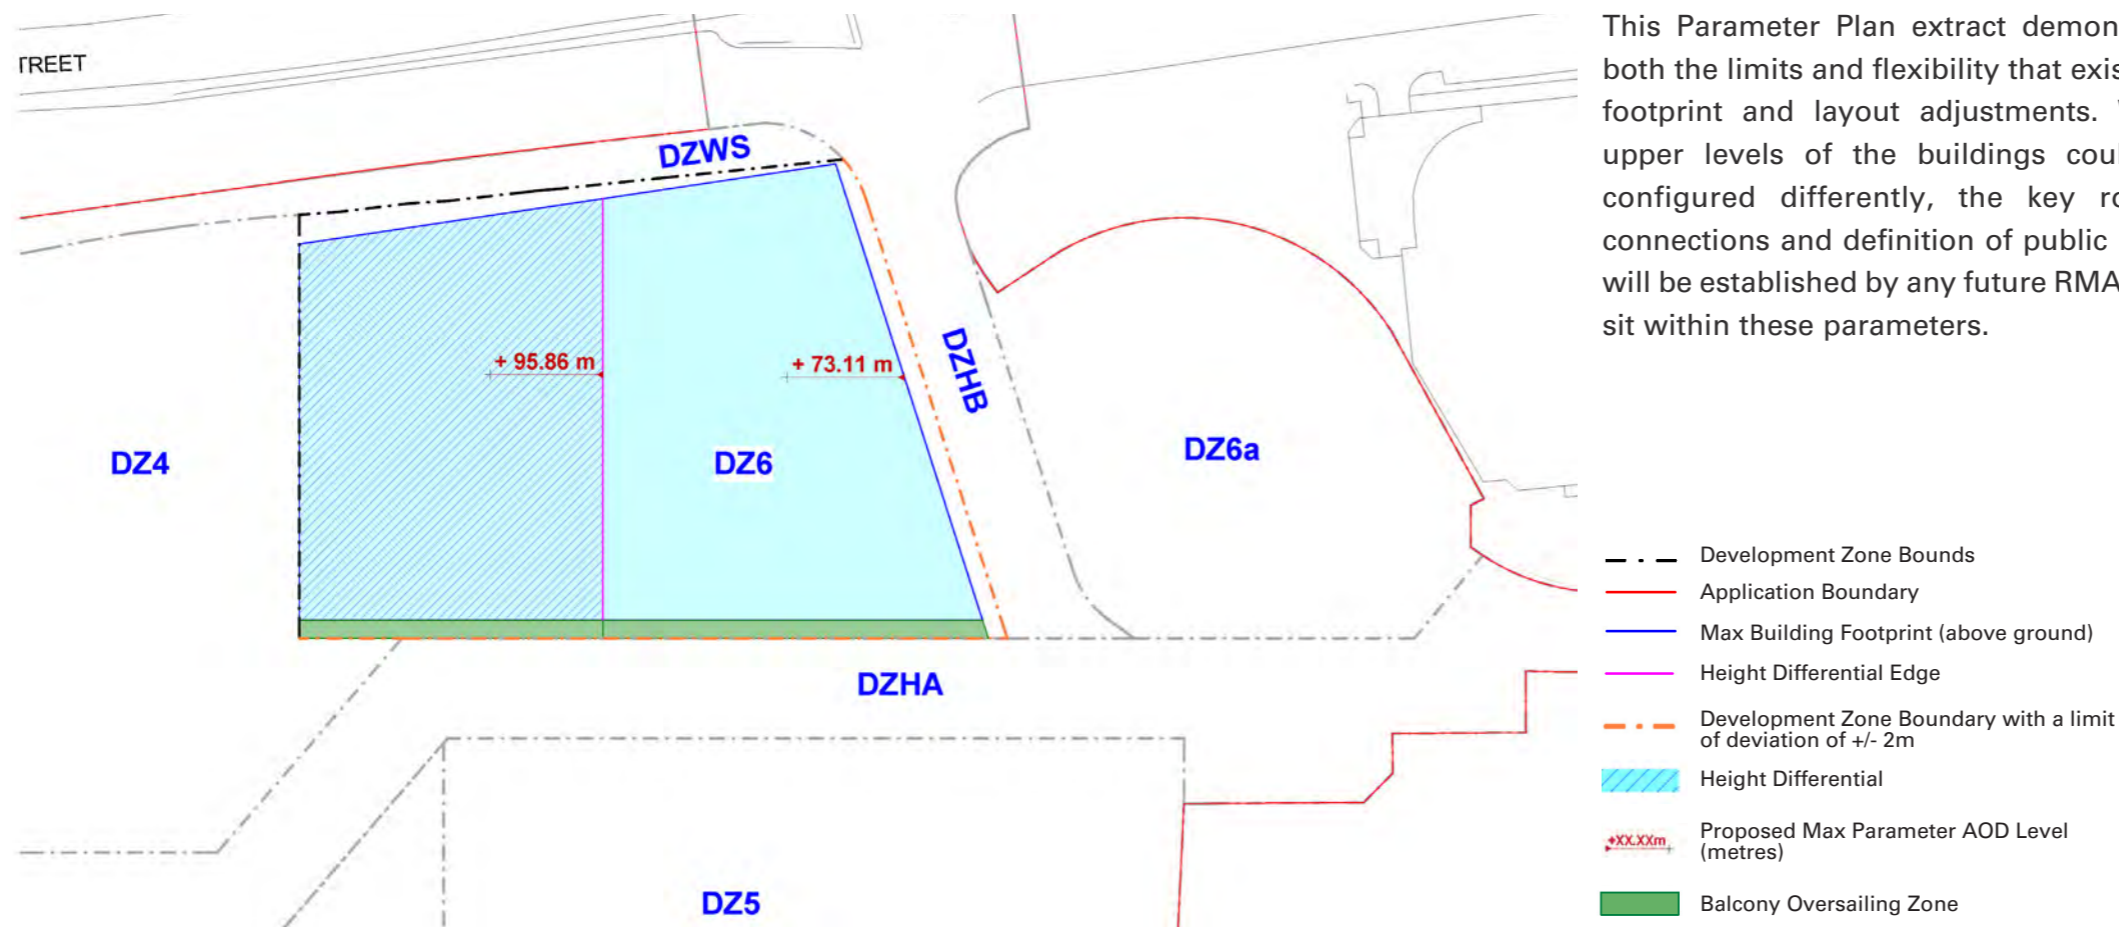 TREET
DZWS
+ 95.86 m
+ 73.11 m
DZHB
DZ4
DZ6
DZ6a
DZHA
DZ5
This Parameter Plan extract demon
both the limits and flexibility that exis
footprint and layout adjustments.
upper levels of the buildings coul
configured differently, the key ro
connections and definition of public
will be established by any future RMA
sit within these parameters.
Development Zone Bounds
Application Boundary
Max Building Footprint (above ground)
Height Differential Edge
Development Zone Boundary with a limit
of deviation of +/- 2m
Height Differential
+XX.XXm
Proposed Max Parameter AOD Level
(metres)
Balcony Oversailing Zone